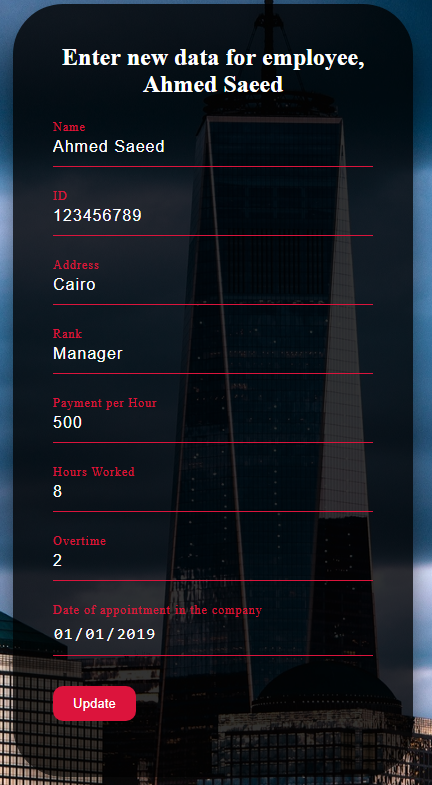 Enter new data for employee,
Ahmed Saeed
Name
Ahmed Saeed
ID
123456789
Address
Cairo
Rank
Manager
Payment per Hour
500
Hours Worked
8
Overtime
2
Date of appointment in the company
01/01/2019
Update